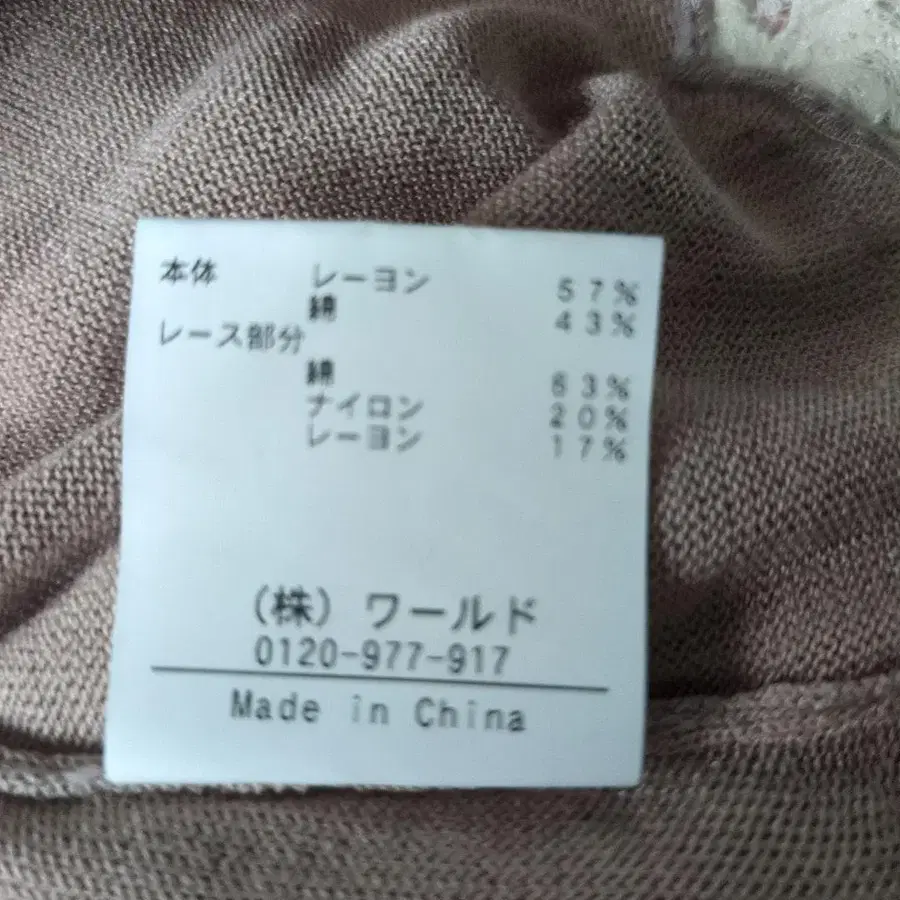 本体 レーヨン 57%
綿 43%
レース部分
綿 63%
ナイロン 20%
レーヨン 17%
(株) ワールド
0120-977-917
Made in China